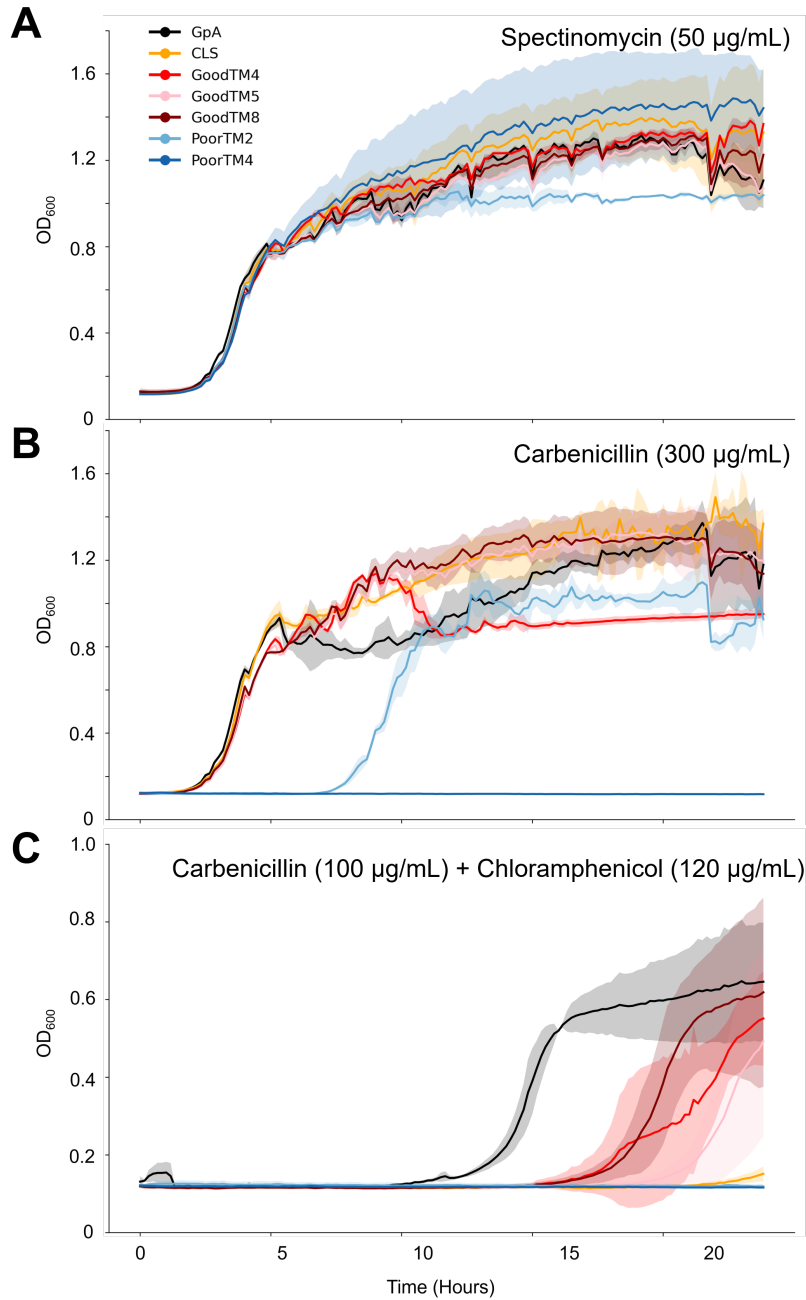 A
Spectinomycin (50 µg/mL)
GpA
CLS
GoodTM4
GoodTM5
GoodTM8
PoorTM2
PoorTM4
1.6
1.2
0.8
0.4
0
OD600
B
Carbenicillin (300 µg/mL)
1.6
1.2
0.8
0.4
0
OD600
C
Carbenicillin (100 µg/mL) + Chloramphenicol (120 µg/mL)
1.0
0.8
0.6
0.4
0.2
0
OD600
0 5 10 15 20
Time (Hours)